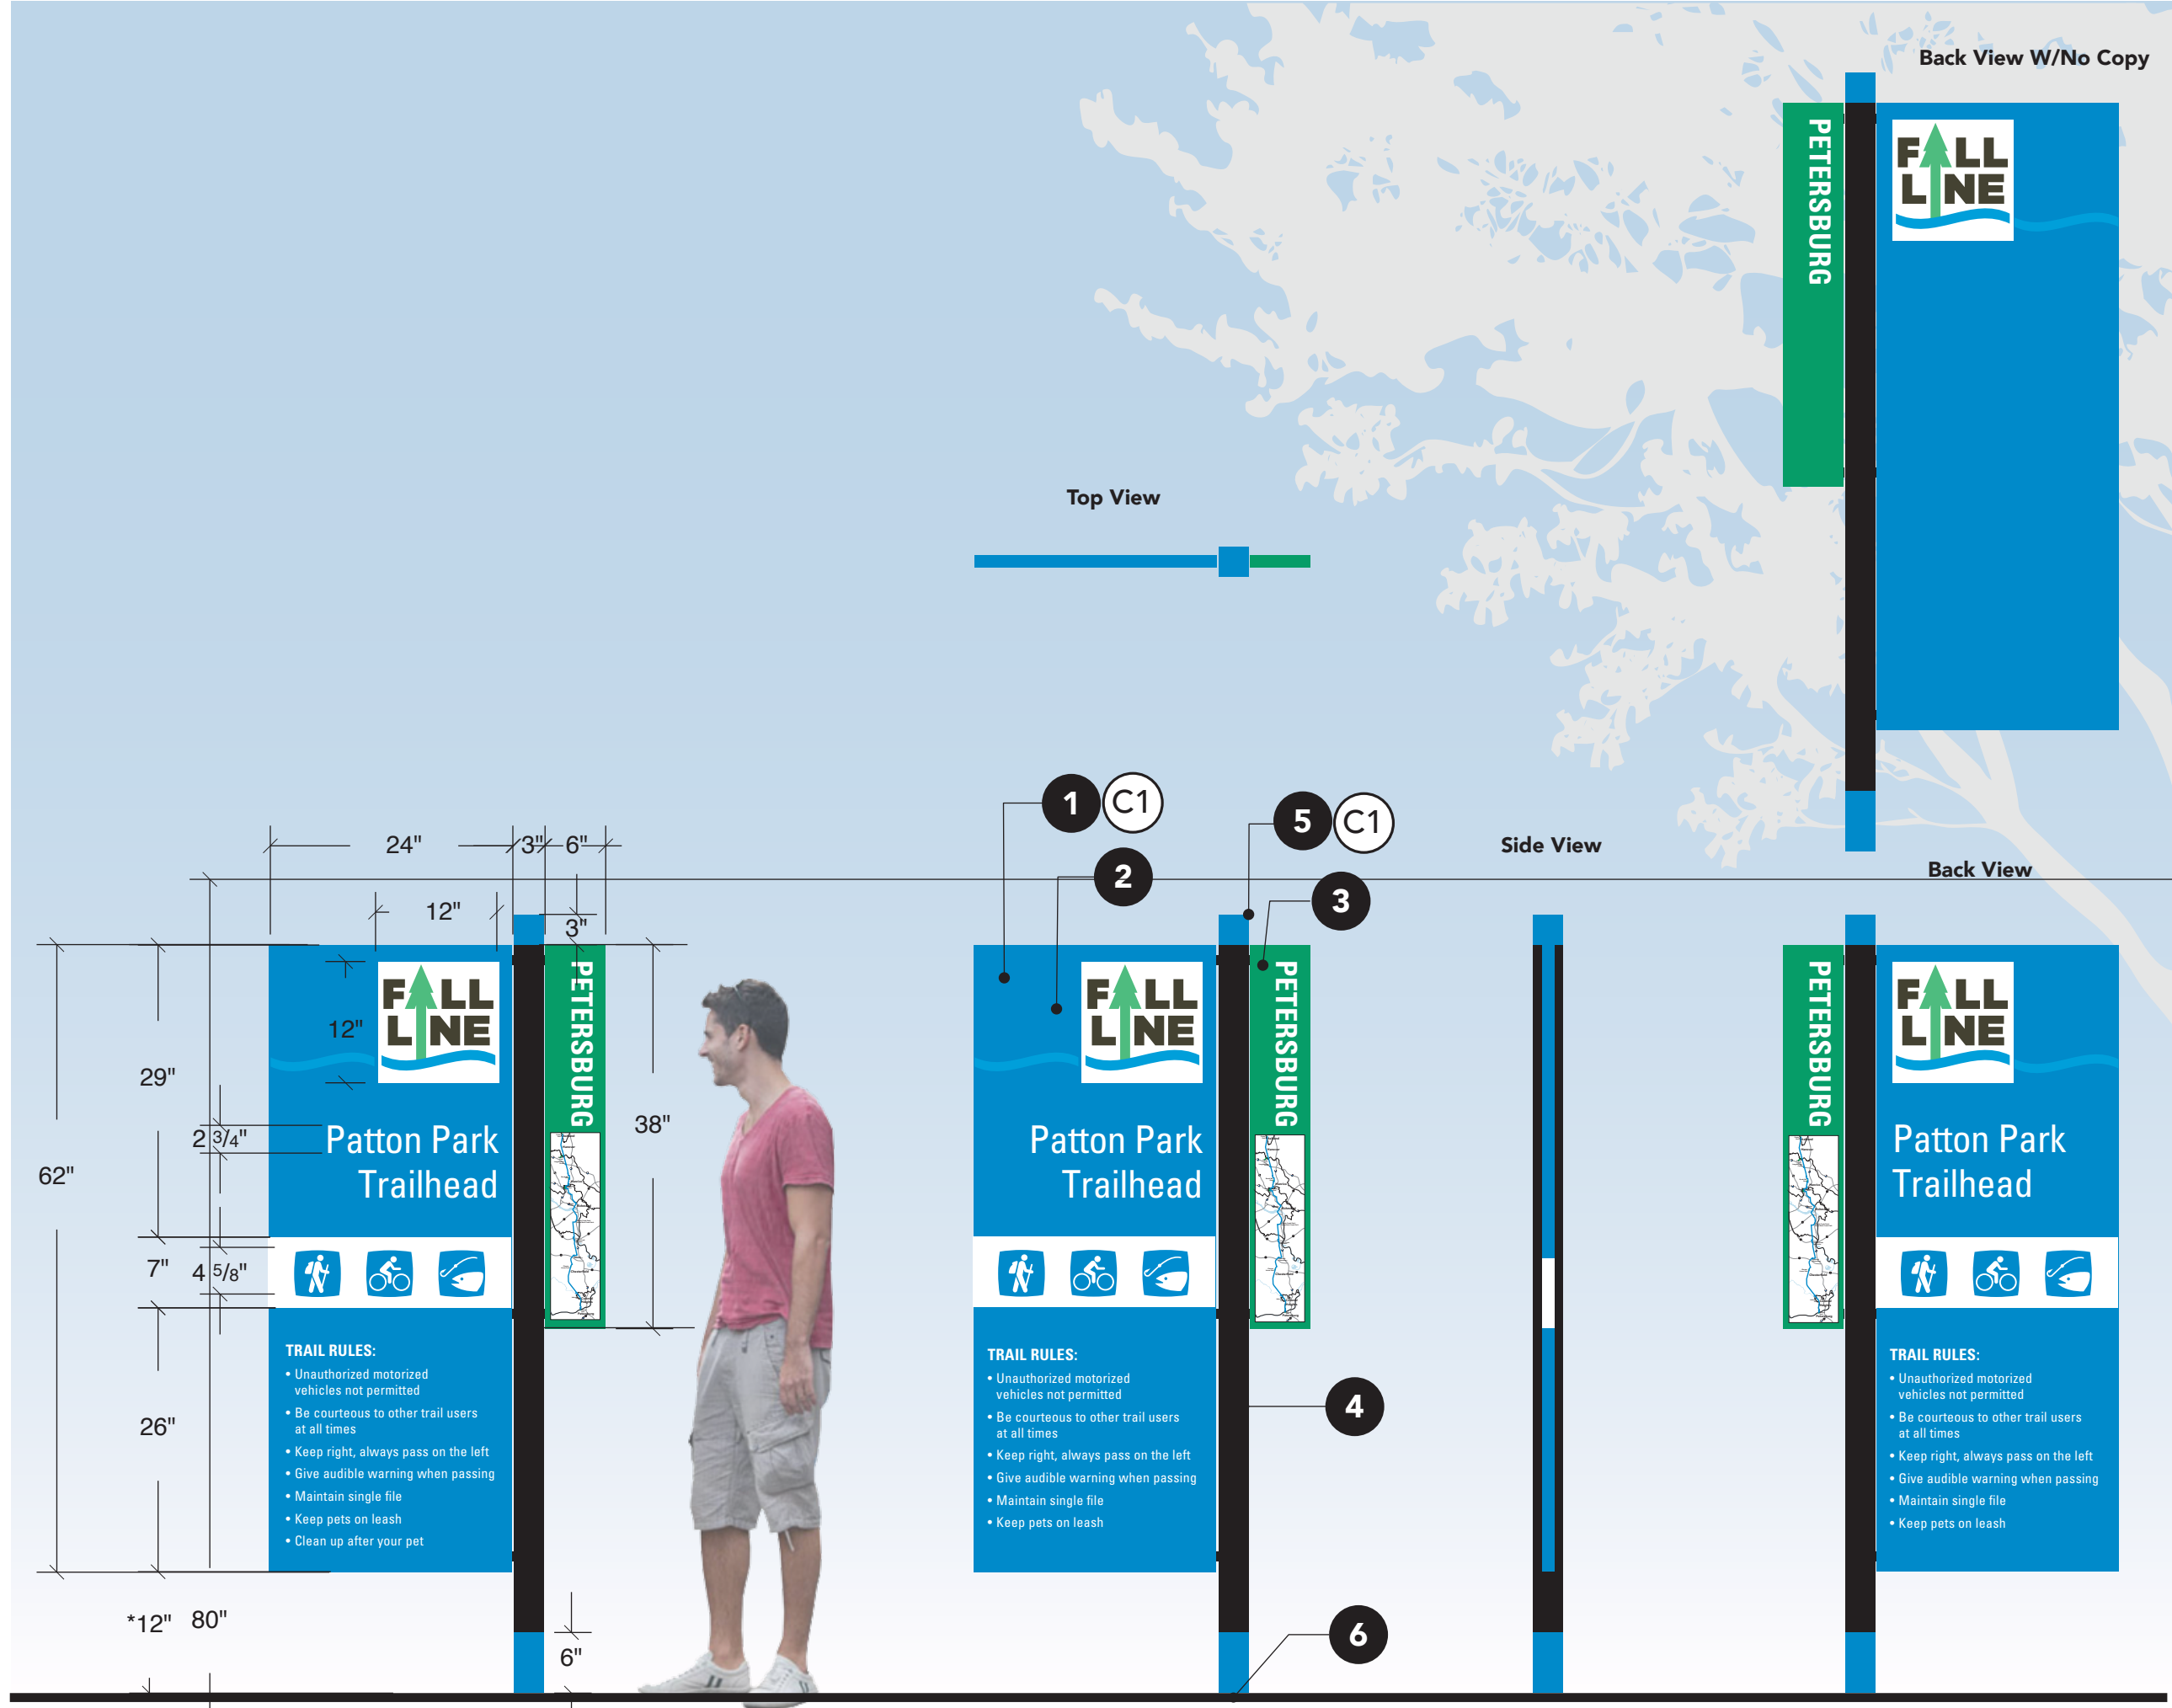 Back View W/No Copy
PETERSBURG
FALL
LINE
Top View
1
C1
5
C1
2
3
Side View
Back View
24"
3"
6"
12"
3"
12"
29"
2 3/4"
62"
7"
4 5/8"
26"
*12"
80"
38"
6"
FALL
LINE
Patton Park
Trailhead
PETERSBURG
TRAIL RULES:
• Unauthorized motorized
vehicles not permitted
• Be courteous to other trail users
at all times
• Keep right, always pass on the left
• Give audible warning when passing
• Maintain single file
• Keep pets on leash
• Clean up after your pet
FALL
LINE
Patton Park
Trailhead
PETERSBURG
TRAIL RULES:
• Unauthorized motorized
vehicles not permitted
• Be courteous to other trail users
at all times
• Keep right, always pass on the left
• Give audible warning when passing
• Maintain single file
• Keep pets on leash
4
6
PETERSBURG
FALL
LINE
Patton Park
Trailhead
TRAIL RULES:
• Unauthorized motorized
vehicles not permitted
• Be courteous to other trail users
at all times
• Keep right, always pass on the left
• Give audible warning when passing
• Maintain single file
• Keep pets on leash